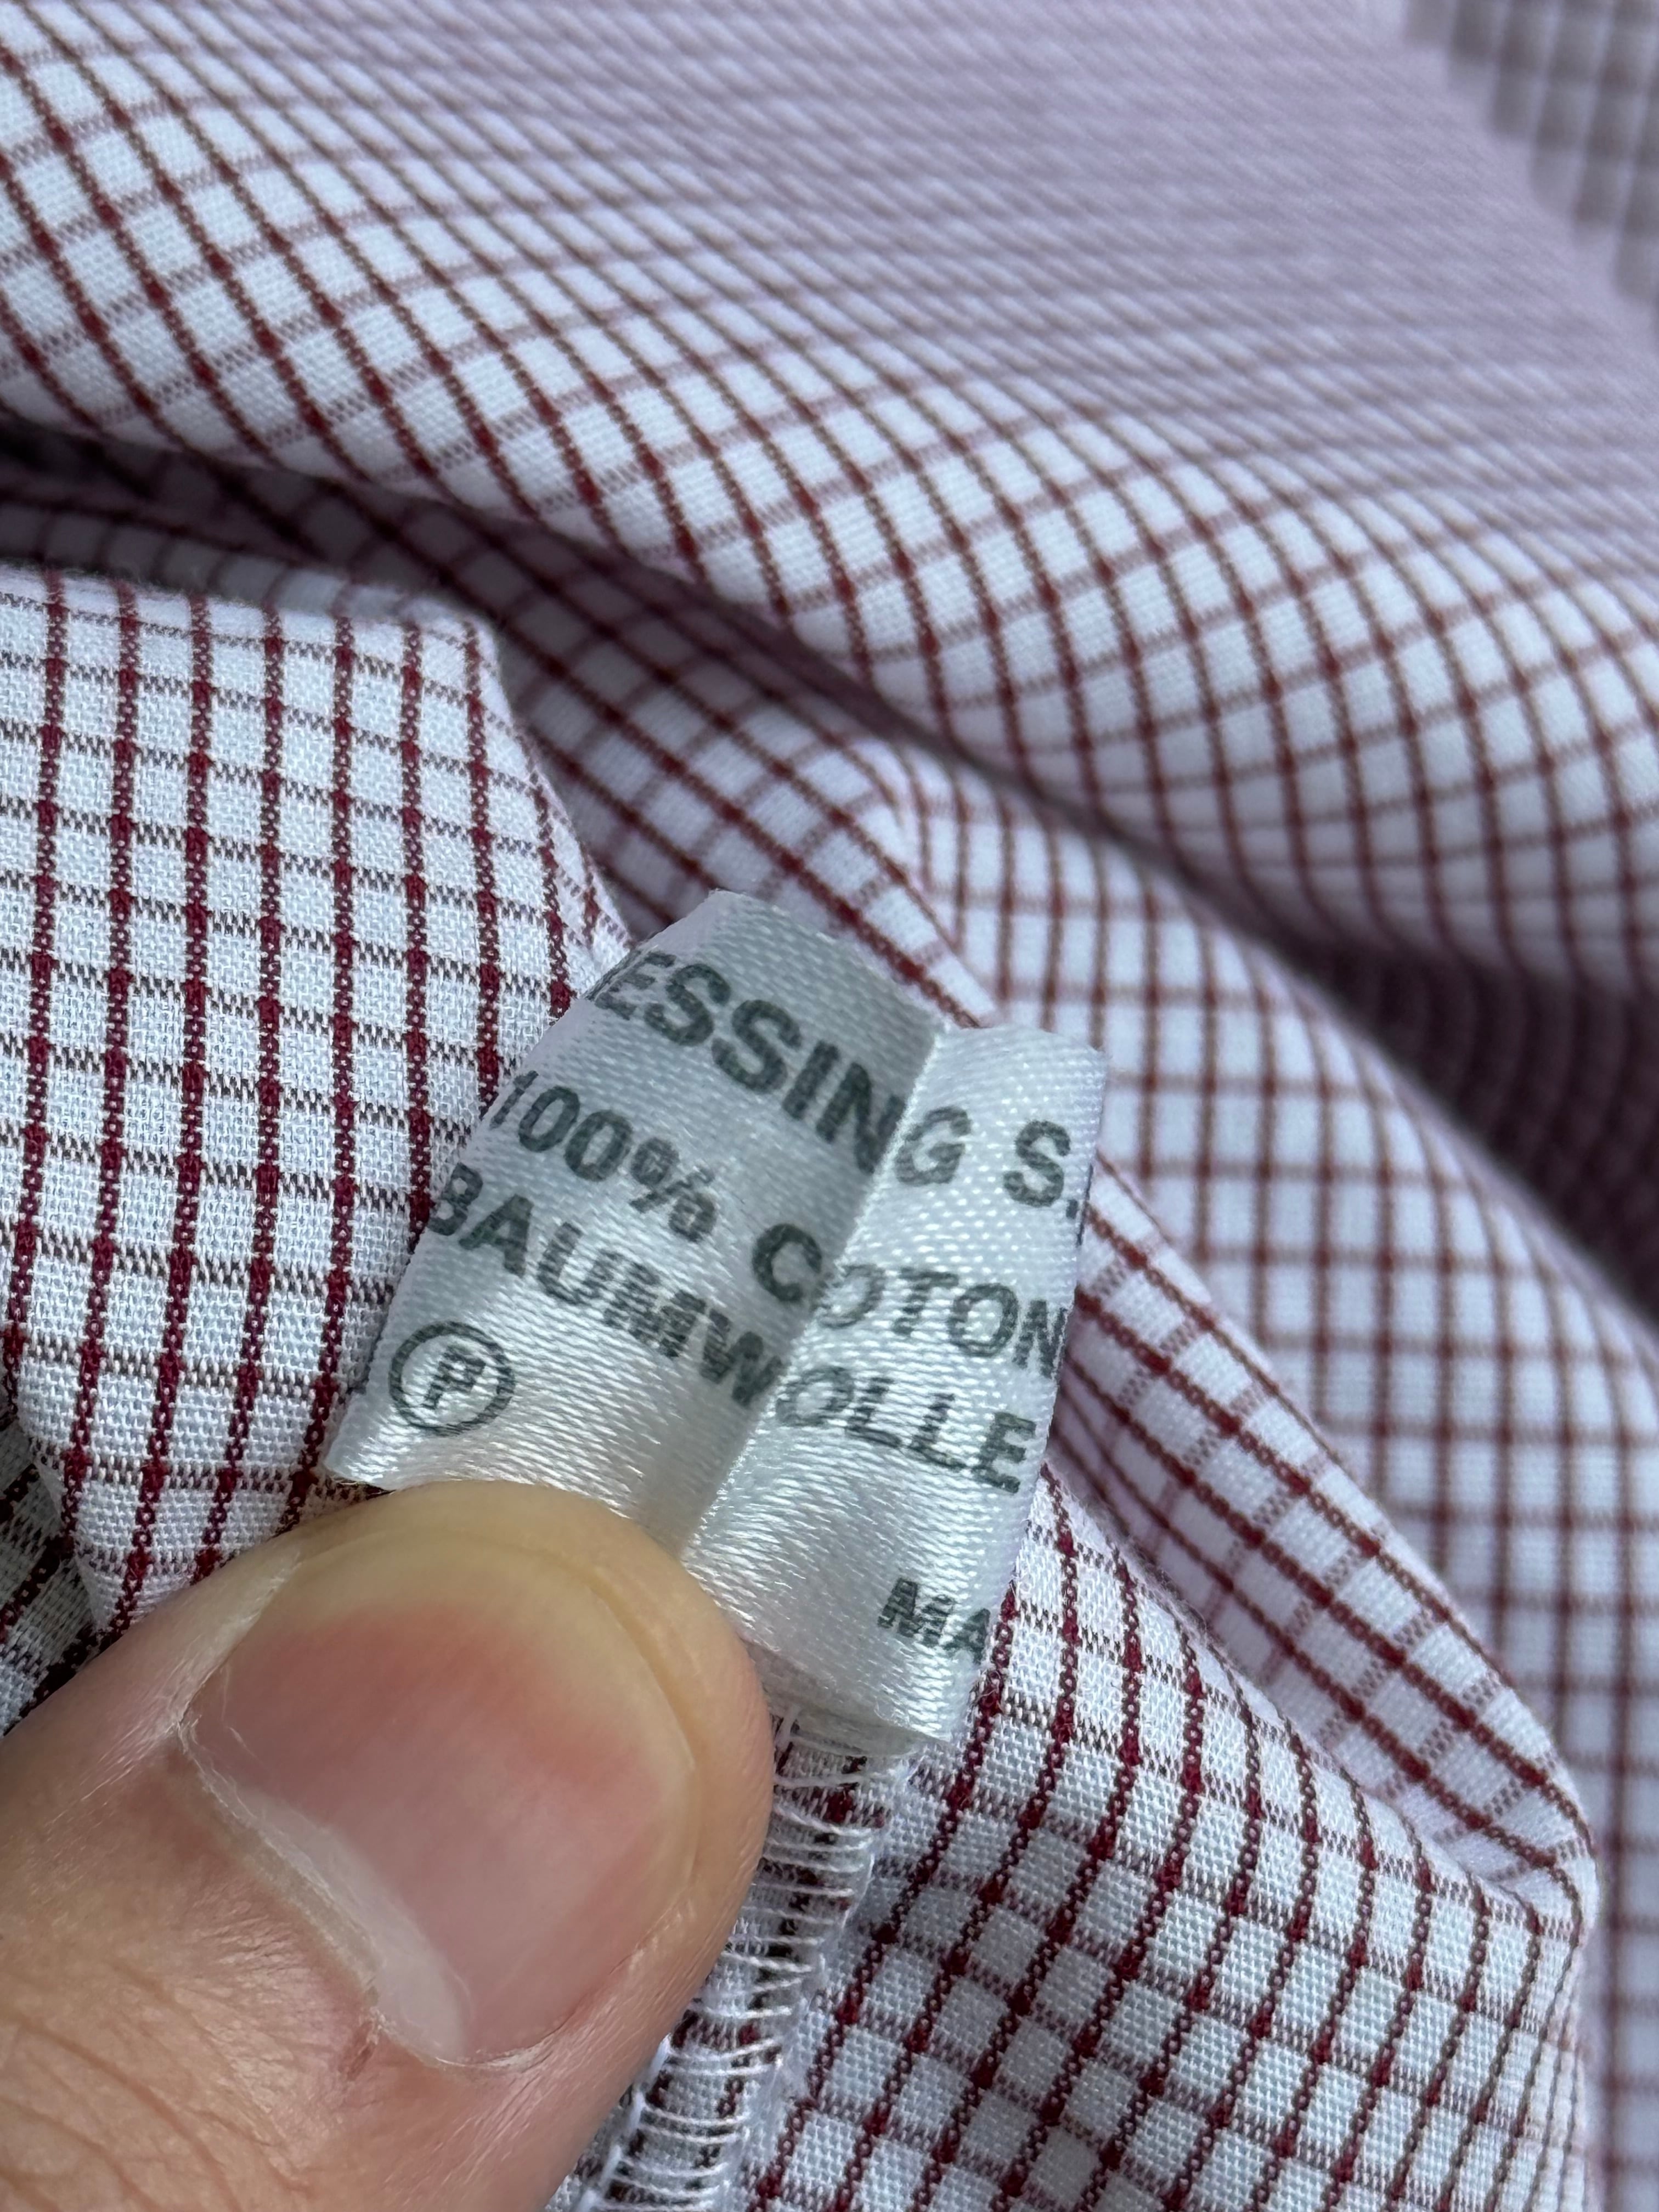 ESSING S.
100% COTON
BAUMWOLLE
P
MA